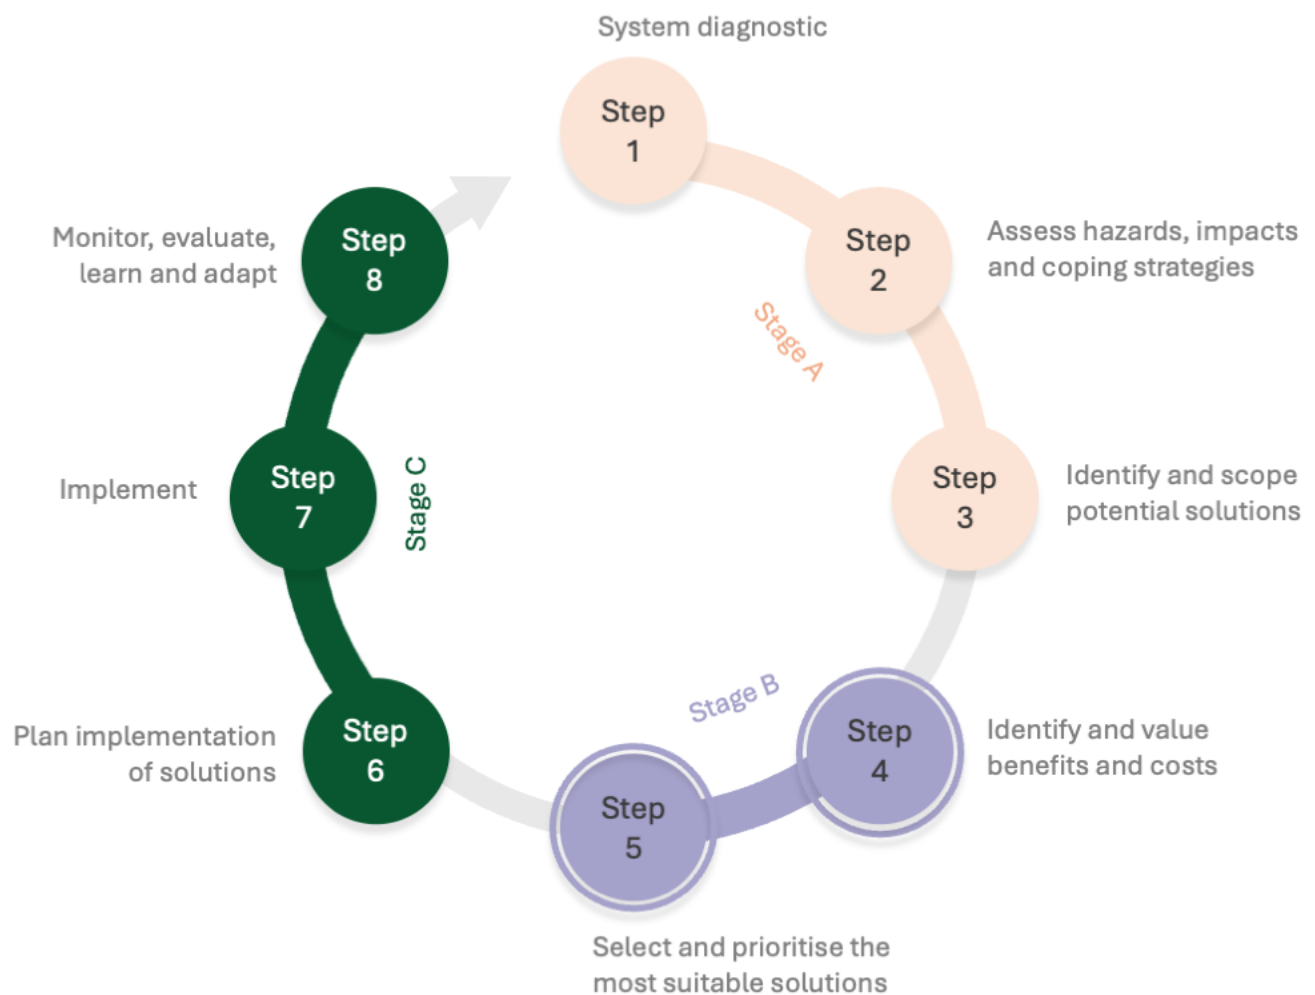 System diagnostic
Step
1
Step
2
Assess hazards, impacts
and coping strategies
Stage A
Step
3
Identify and scope
potential solutions
Step
4
Identify and value
benefits and costs
Stage B
Step
5
Select and prioritise the
most suitable solutions
Step
6
Plan implementation
of solutions
Step
7
Implement
Stage C
Step
8
Monitor, evaluate,
learn and adapt